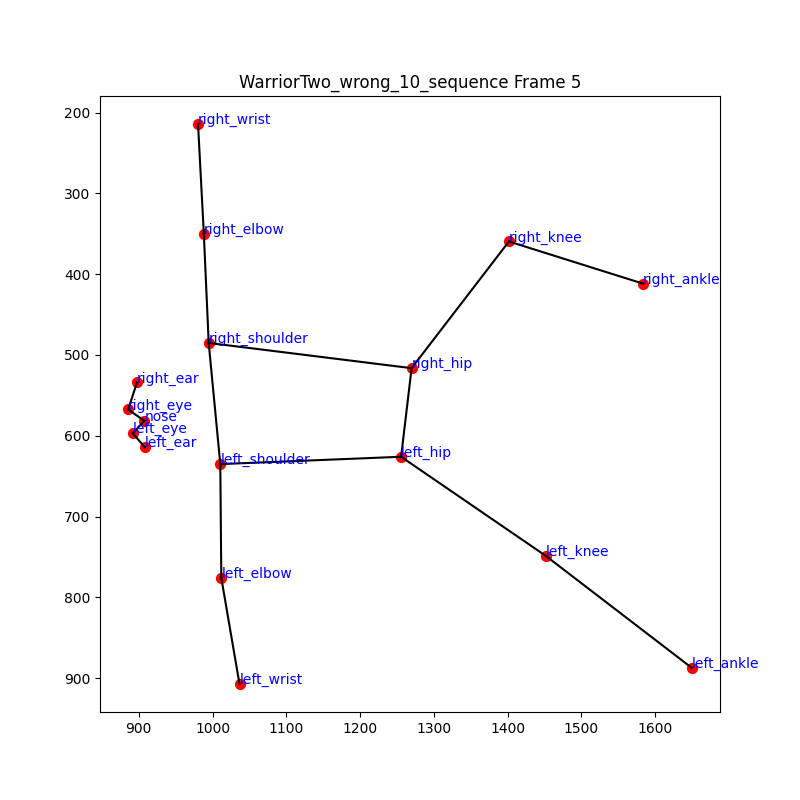 WarriorTwo_wrong_10_sequence Frame 5
200
300
400
500
600
700
800
900
right_wrist
right_elbow
right_knee
right_ankle
right_shoulder
right_hip
right_ear
right_eye
nose
left_eye
left_ear
left_shoulder
left_hip
left_knee
left_elbow
left_ankle
left_wrist
900 1000 1100 1200 1300 1400 1500 1600